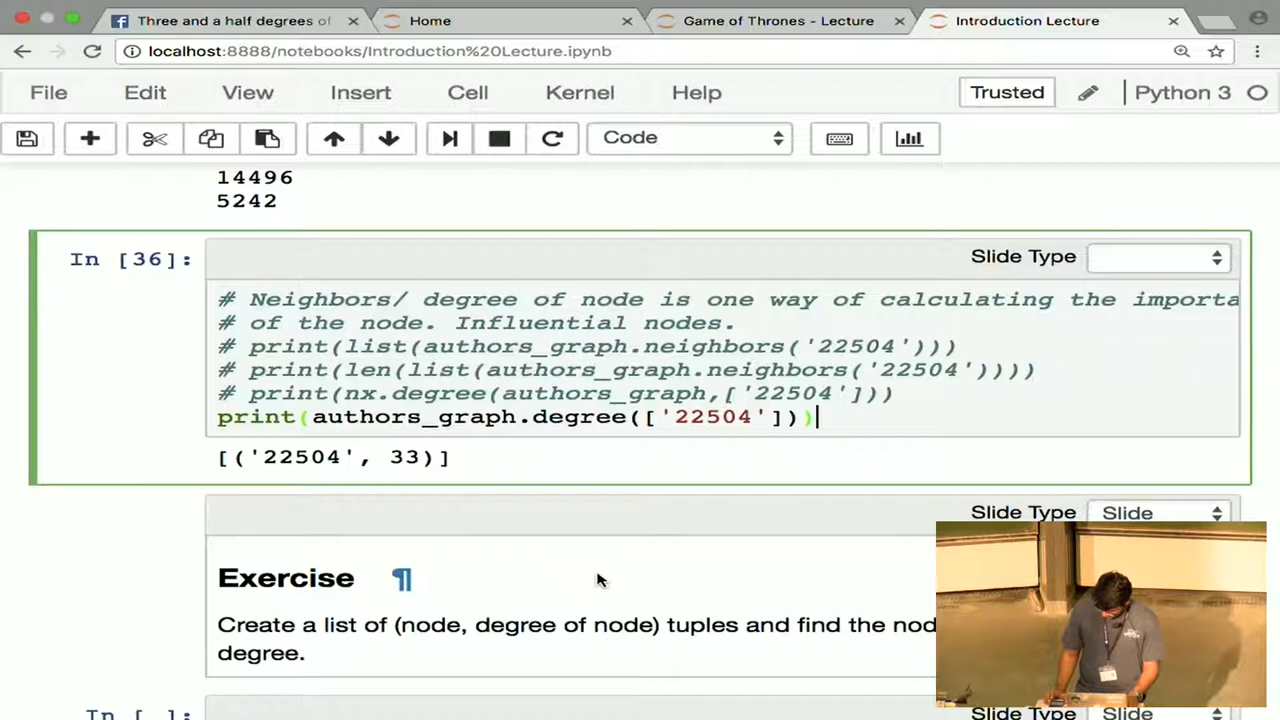 Three and a half degrees of
Home
Game of Thrones - Lecture
Introduction Lecture
localhost:8888/notebooks/Introduction%20Lecture.ipynb
File Edit View Insert Cell Kernel Help Trusted Python 3
Code
14496
5242
In [36]:
Slide Type
# Neighbors/ degree of node is one way of calculating the importa
# of the node. Influential nodes.
# print(list(authors_graph.neighbors('22504')))
# print(len(list(authors_graph.neighbors('22504'))))
# print(nx.degree(authors_graph,['22504']))
print(authors_graph.degree(['22504']))
[('22504', 33)]
Slide Type Slide
Exercise ¶
Create a list of (node, degree of node) tuples and find the nod
degree.
In [ ]:
Slide Type Slide